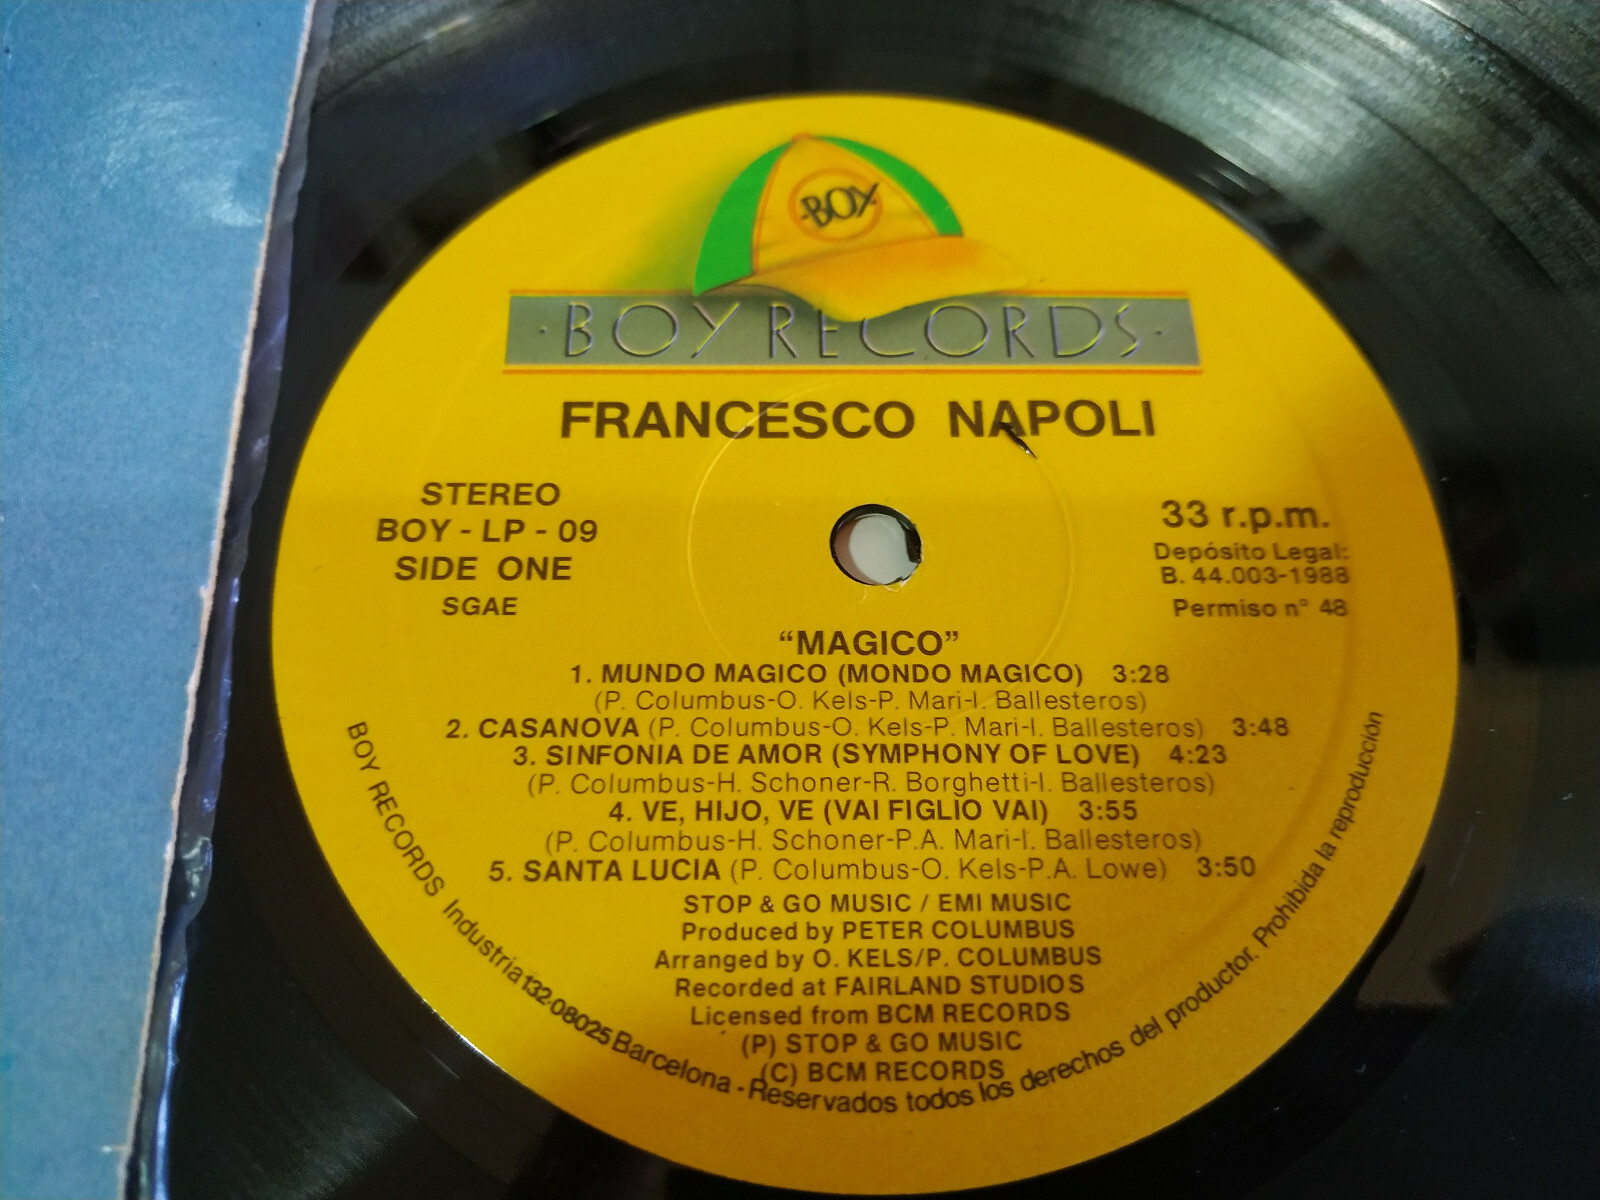 BOY
· BOY RECORDS ·
FRANCESCO NAPOLI
STEREO
BOY - LP - 09
SIDE ONE
SGAE
33 r.p.m.
Depósito Legal:
B. 44.003-1988
Permiso n° 48
“MAGICO”
1. MUNDO MAGICO (MONDO MAGICO) 3:28
(P. Columbus-O. Kels-P. Mari-I. Ballesteros)
2. CASANOVA (P. Columbus-O. Kels-P. Mari-I. Ballesteros) 3:48
3. SINFONIA DE AMOR (SYMPHONY OF LOVE) 4:23
(P. Columbus-H. Schoner-R. Borghetti-I. Ballesteros)
4. VE, HIJO, VE (VAI FIGLIO VAI) 3:55
(P. Columbus-H. Schoner-P.A. Mari-I. Ballesteros)
5. SANTA LUCIA (P. Columbus-O. Kels-P.A. Lowe) 3:50
STOP & GO MUSIC / EMI MUSIC
Produced by PETER COLUMBUS
Arranged by O. KELS/P. COLUMBUS
Recorded at FAIRLAND STUDIOS
Licensed from BCM RECORDS
(P) STOP & GO MUSIC
(C) BCM RECORDS
BOY RECORDS Industria 132-08025 Barcelona - Reservados todos los derechos del productor. Prohibida la reproducción